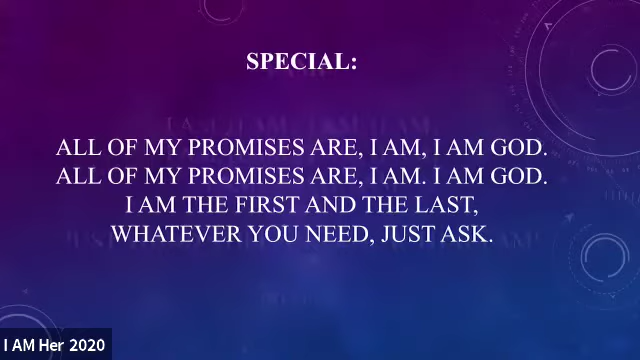 SPECIAL:
ALL OF MY PROMISES ARE, I AM, I AM GOD.
ALL OF MY PROMISES ARE, I AM. I AM GOD.
I AM THE FIRST AND THE LAST,
WHATEVER YOU NEED, JUST ASK.
I AM Her 2020